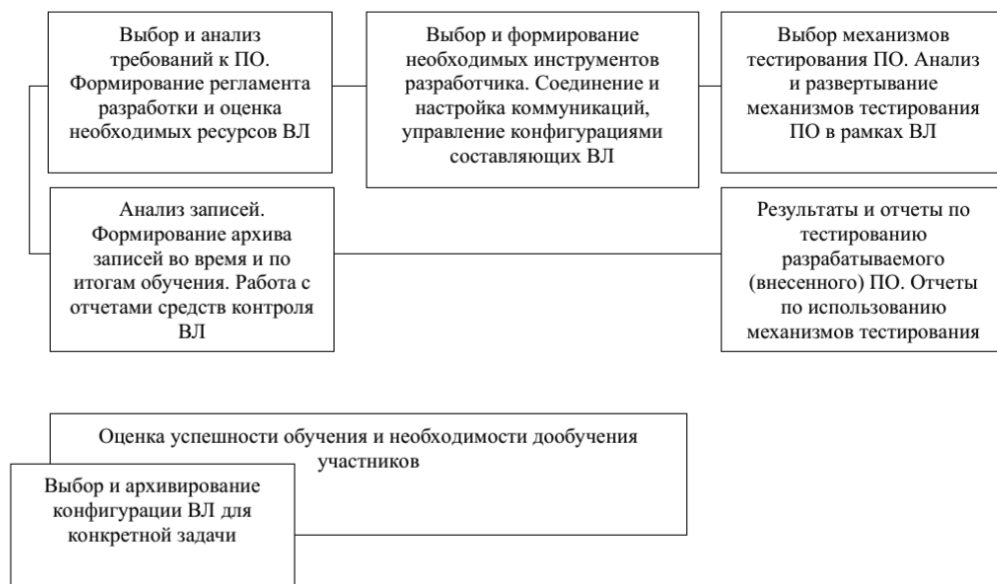 Выбор и анализ
требований к ПО.
Формирование регламента
разработки и оценка
необходимых ресурсов ВЛ
Выбор и формирование
необходимых инструментов
разработчика. Соединение и
настройка коммуникаций,
управление конфигурациями
составляющих ВЛ
Выбор механизмов
тестирования ПО. Анализ
и развертывание
механизмов тестирования
ПО в рамках ВЛ
Анализ записей.
Формирование архива
записей во время и по
итогам обучения. Работа с
отчетами средств контроля
ВЛ
Результаты и отчеты по
тестированию
разрабатываемого
(внесенного) ПО. Отчеты
по использованию
механизмов тестирования
Оценка успешности обучения и необходимости дообучения
участников
Выбор и архивирование
конфигурации ВЛ для
конкретной задачи